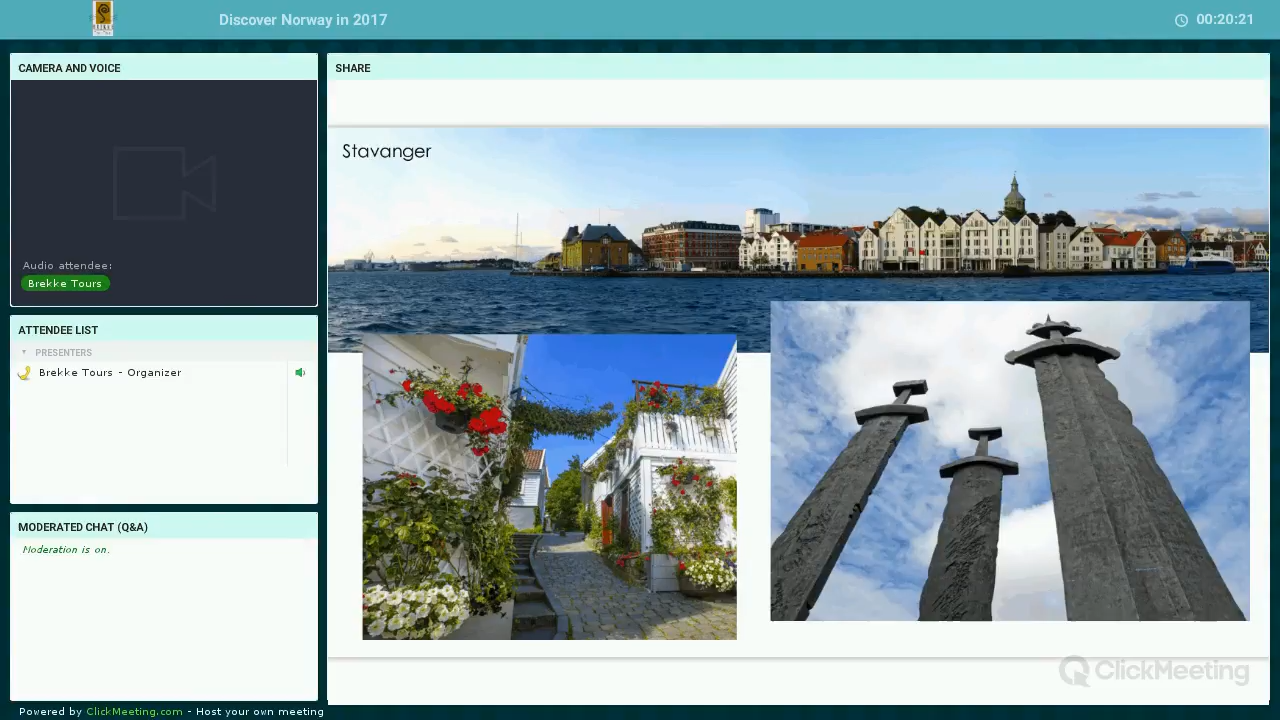 Discover Norway in 2017
00:20:21
CAMERA AND VOICE
Audio attendee:
Brekke Tours
ATTENDEE LIST
PRESENTERS
Brekke Tours - Organizer
MODERATED CHAT (Q&A)
Moderation is on.
Powered by ClickMeeting.com - Host your own meeting
SHARE
Stavanger
ClickMeeting